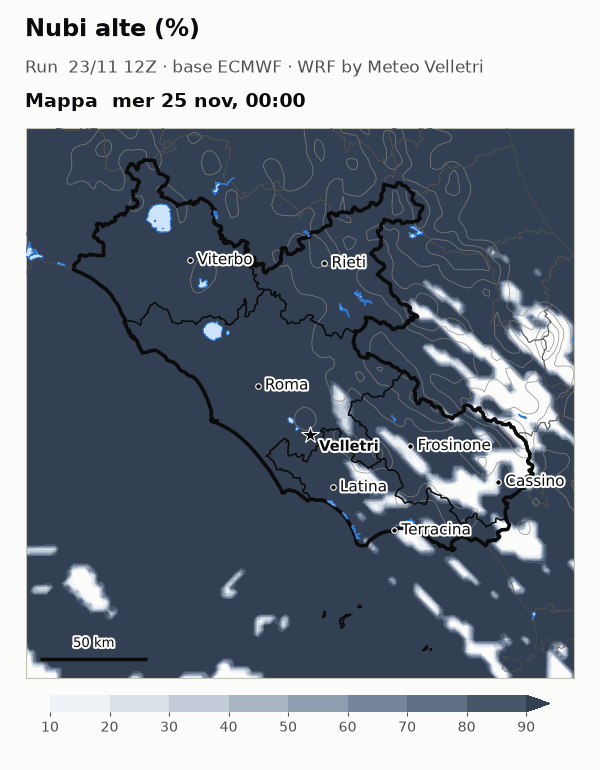 Nubi alte (%)
Run  23/11 12Z · base ECMWF · WRF by Meteo Velletri
Mappa  mer 25 nov, 00:00
Viterbo
Rieti
Roma
Velletri
Frosinone
Cassino
Latina
Terracina
50 km
10 20 30 40 50 60 70 80 90